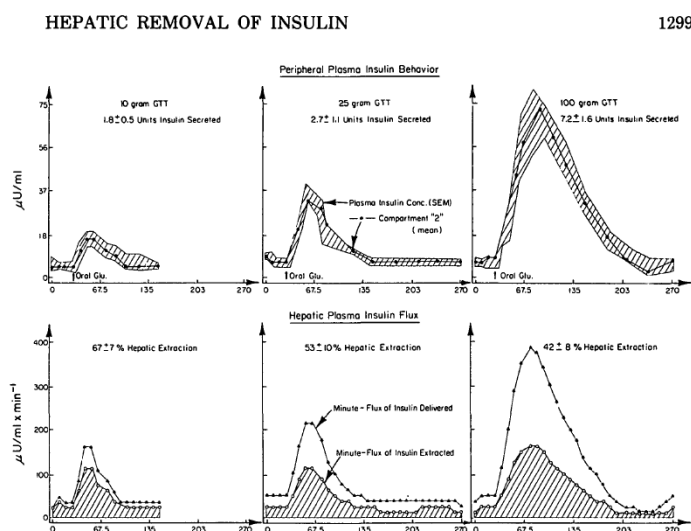 HEPATIC REMOVAL OF INSULIN 1299
Peripheral Plasma Insulin Behavior
10 gram GTT
1.8±0.5 Units Insulin Secreted
25 gram GTT
2.7±1.1 Units Insulin Secreted
100 gram GTT
7.2±1.6 Units Insulin Secreted
μU/ml
75
56
37
18
0
Plasma Insulin Conc.(SEM)
Compartment "2"
(mean)
Oral Glu.
Oral Glu.
Oral Glu.
0 67.5 135 203 270
0 67.5 135 203 270
0 67.5 135 203 270
Hepatic Plasma Insulin Flux
67±7% Hepatic Extraction
53±10% Hepatic Extraction
42±8% Hepatic Extraction
μU/ml x min⁻¹
400
300
200
100
0
Minute-Flux of Insulin Delivered
Minute-Flux of Insulin Extracted
0 67.5 135 203 270
0 67.5 135 203 270
0 67.5 135 203 270